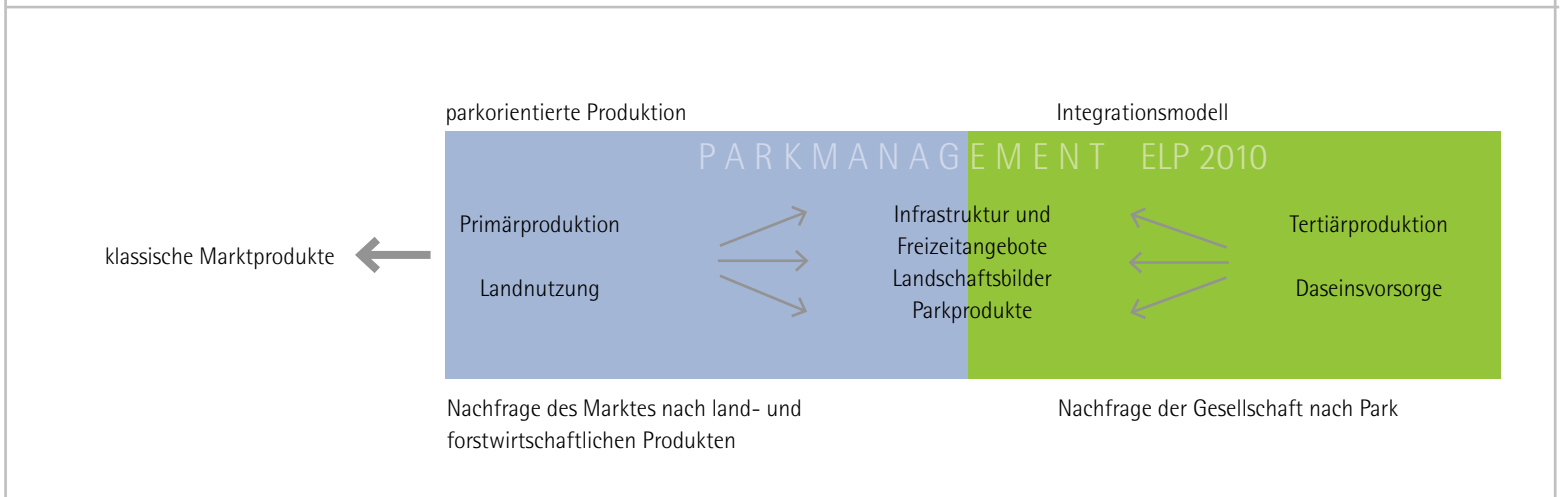 parkorientierte Produktion
Integrationsmodell
PARKMANAGEMENT ELP 2010
klassische Marktprodukte
Primärproduktion
Landnutzung
Infrastruktur und
Freizeitangebote
Landschaftsbilder
Parkprodukte
Tertiärproduktion
Daseinsvorsorge
Nachfrage des Marktes nach land- und
forstwirtschaftlichen Produkten
Nachfrage der Gesellschaft nach Park